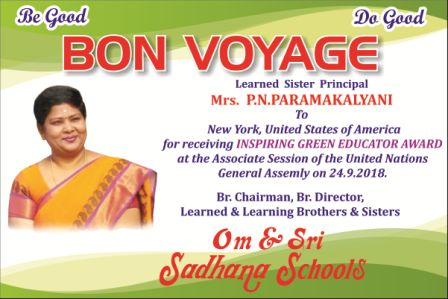 Be Good
Do Good
BON VOYAGE
Learned Sister Principal
Mrs. P.N.PARAMAKALYANI
To
New York, United States of America
for receiving INSPIRING GREEN EDUCATOR AWARD
at the Associate Session of the United Nations
General Assemly on 24.9.2018.
Br. Chairman, Br. Director,
Learned & Learning Brothers & Sisters
Om & Sri
Sadhana Schools